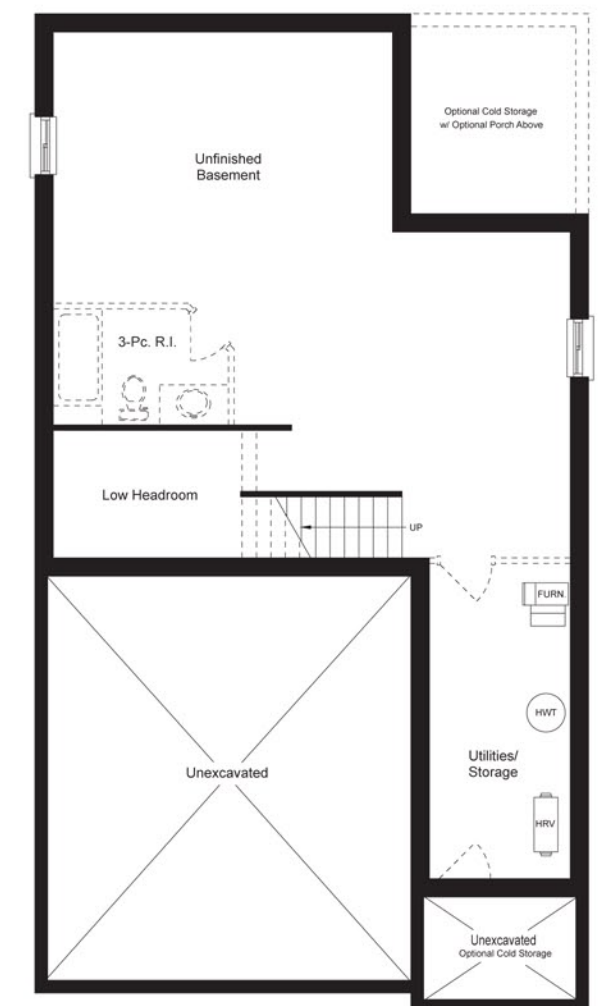 Optional Cold Storage
w/ Optional Porch Above
Unfinished
Basement
3-Pc. R.I.
Low Headroom
UP
FURN.
HWT
Utilities/
Storage
Unexcavated
HRV
Unexcavated
Optional Cold Storage